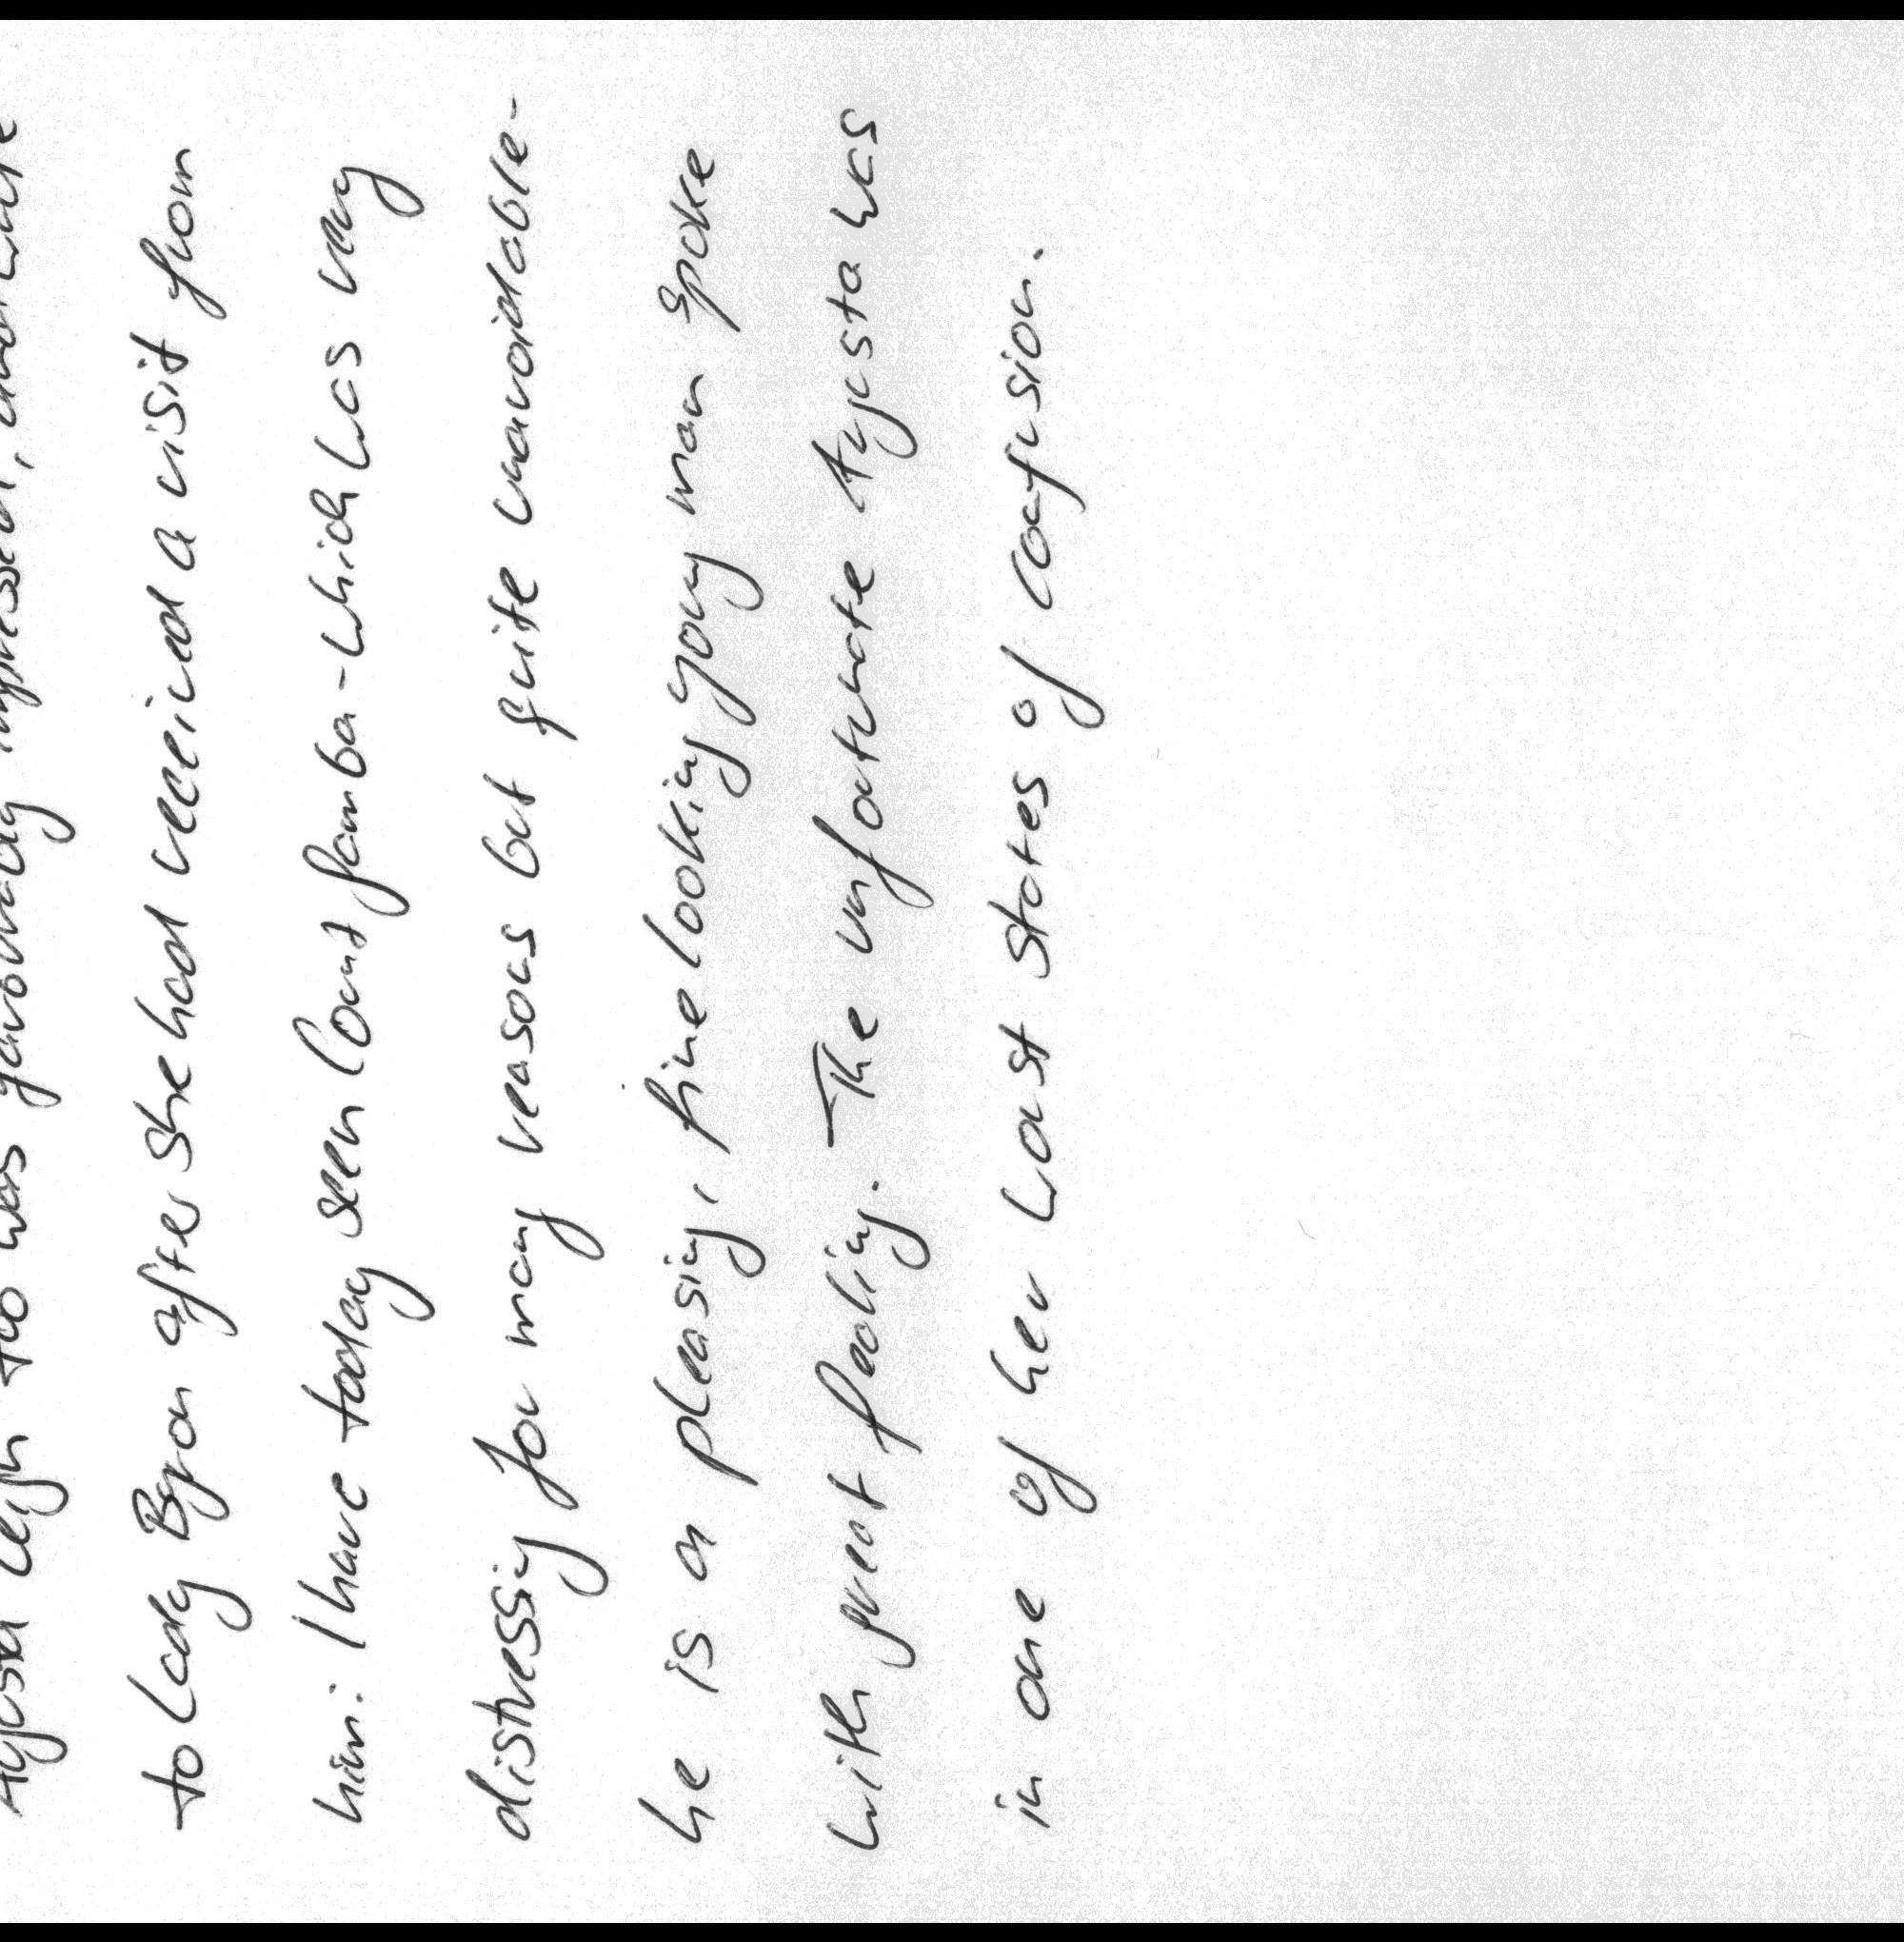 Augusta Leigh too was favourably impressed, and wrote
to Lady Byron after she had received a visit from
him: I have today seen Count Gamba - which was very
distressing for many reasons but quite unavoidable -
he is a pleasing, fine looking young man spoke
with great feeling. The unfortunate Augusta was
in one of her worst states of confusion.